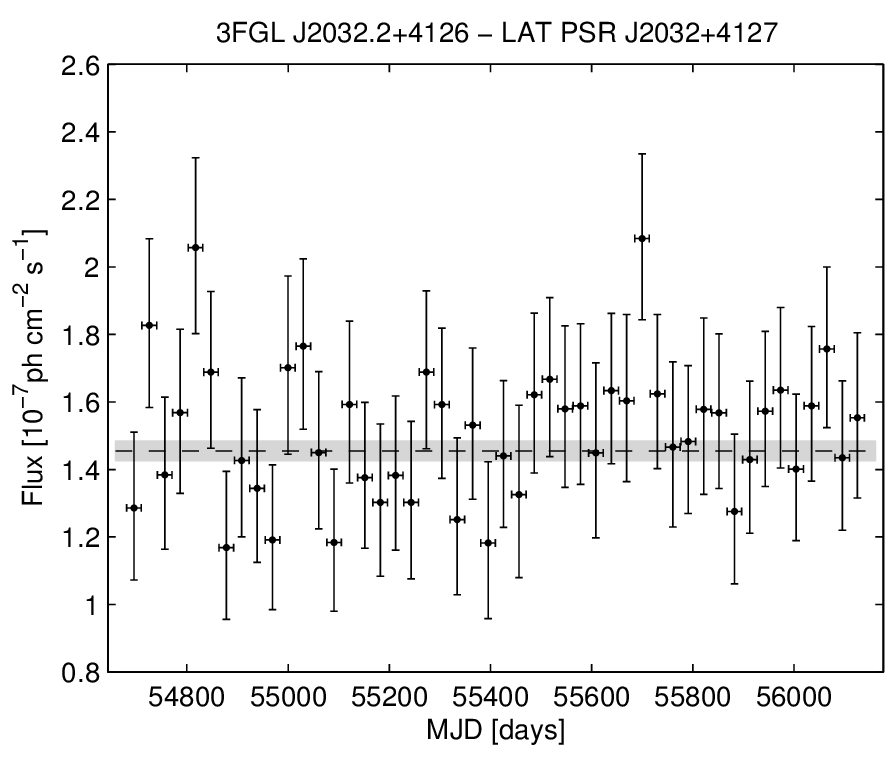 3FGL J2032.2+4126 − LAT PSR J2032+4127
2.6
2.4
2.2
2
1.8
1.6
1.4
1.2
1
0.8
Flux [10⁻⁷ph cm⁻² s⁻¹]
54800 55000 55200 55400 55600 55800 56000
MJD [days]